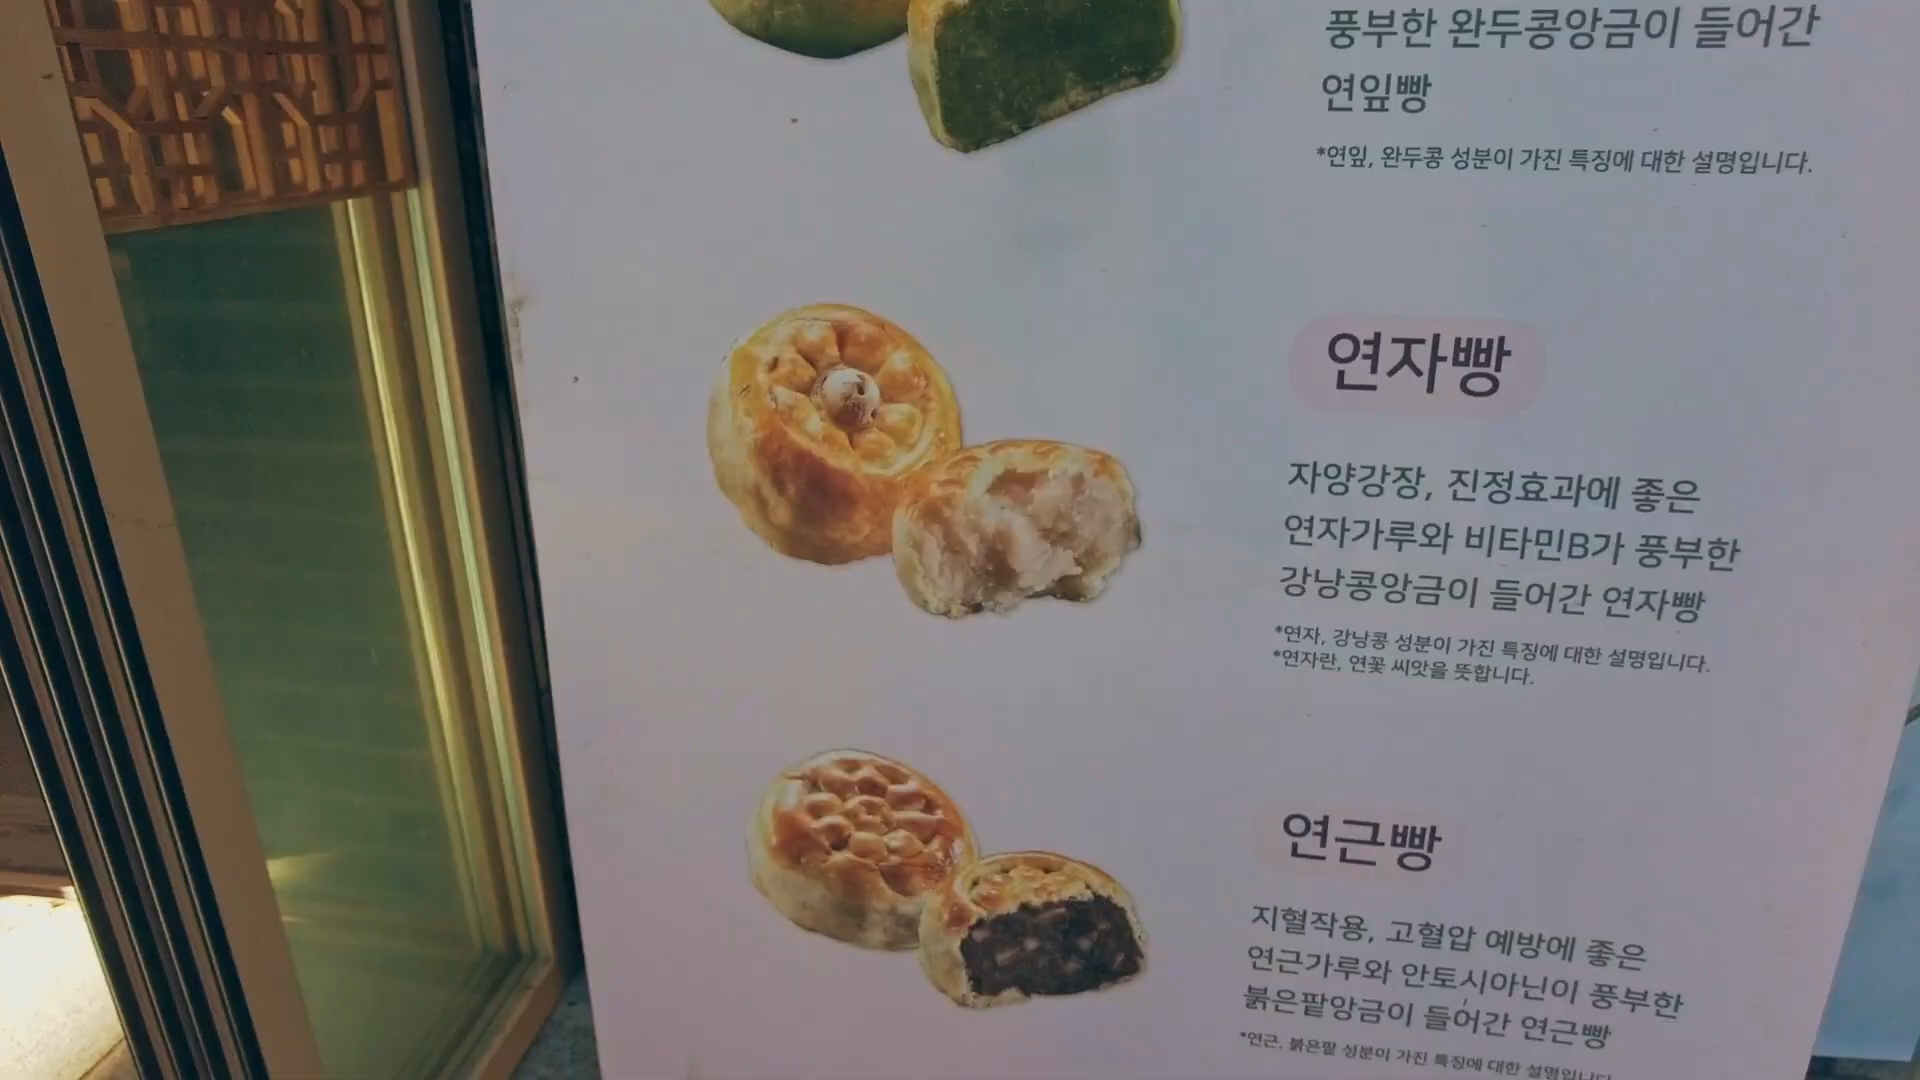 풍부한 완두콩앙금이 들어간
연잎빵
*연잎, 완두콩 성분이 가진 특징에 대한 설명입니다.
연자빵
자양강장, 진정효과에 좋은
연자가루와 비타민B가 풍부한
강낭콩앙금이 들어간 연자빵
*연자, 강낭콩 성분이 가진 특징에 대한 설명입니다.
*연자란, 연꽃 씨앗을 뜻합니다.
연근빵
지혈작용, 고혈압 예방에 좋은
연근가루와 안토시아닌이 풍부한
붉은팥앙금이 들어간 연근빵
*연근, 붉은팥 성분이 가진 특징에 대한 설명입니다.